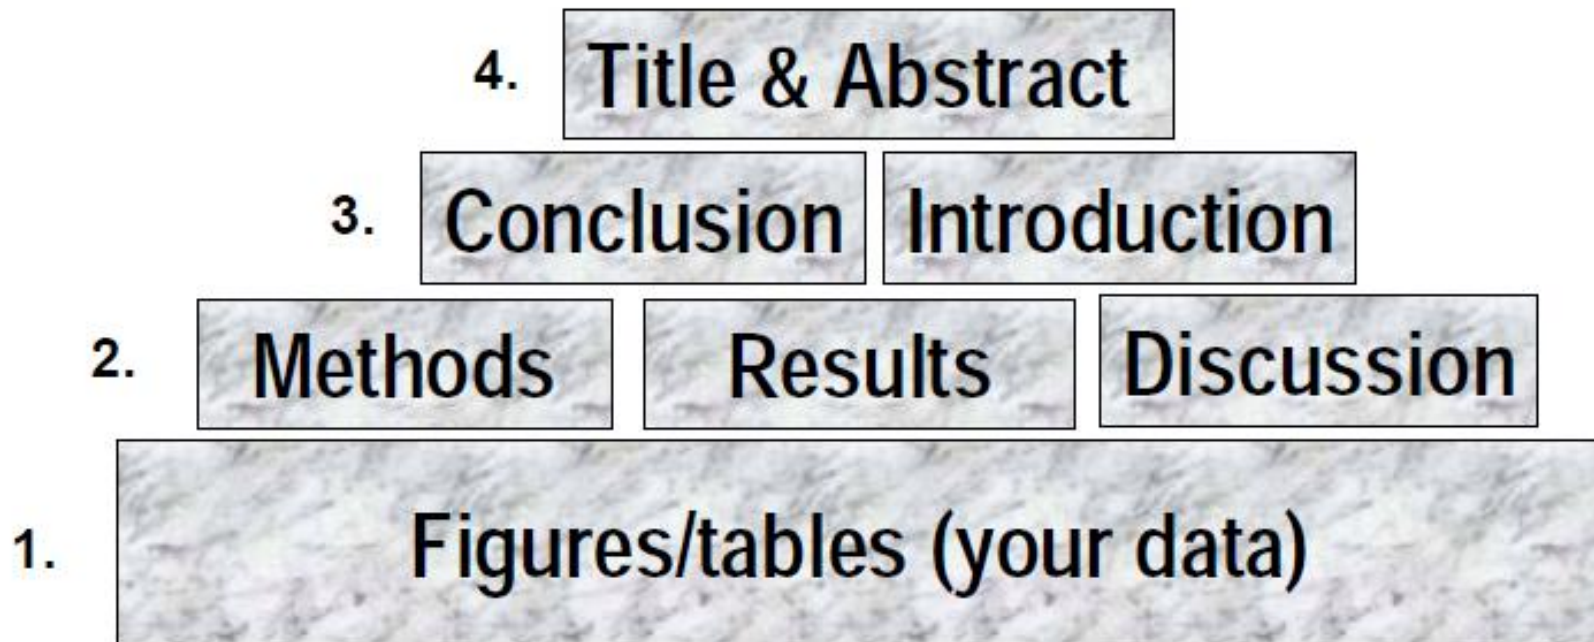 4. Title & Abstract
3. Conclusion Introduction
2. Methods Results Discussion
1. Figures/tables (your data)